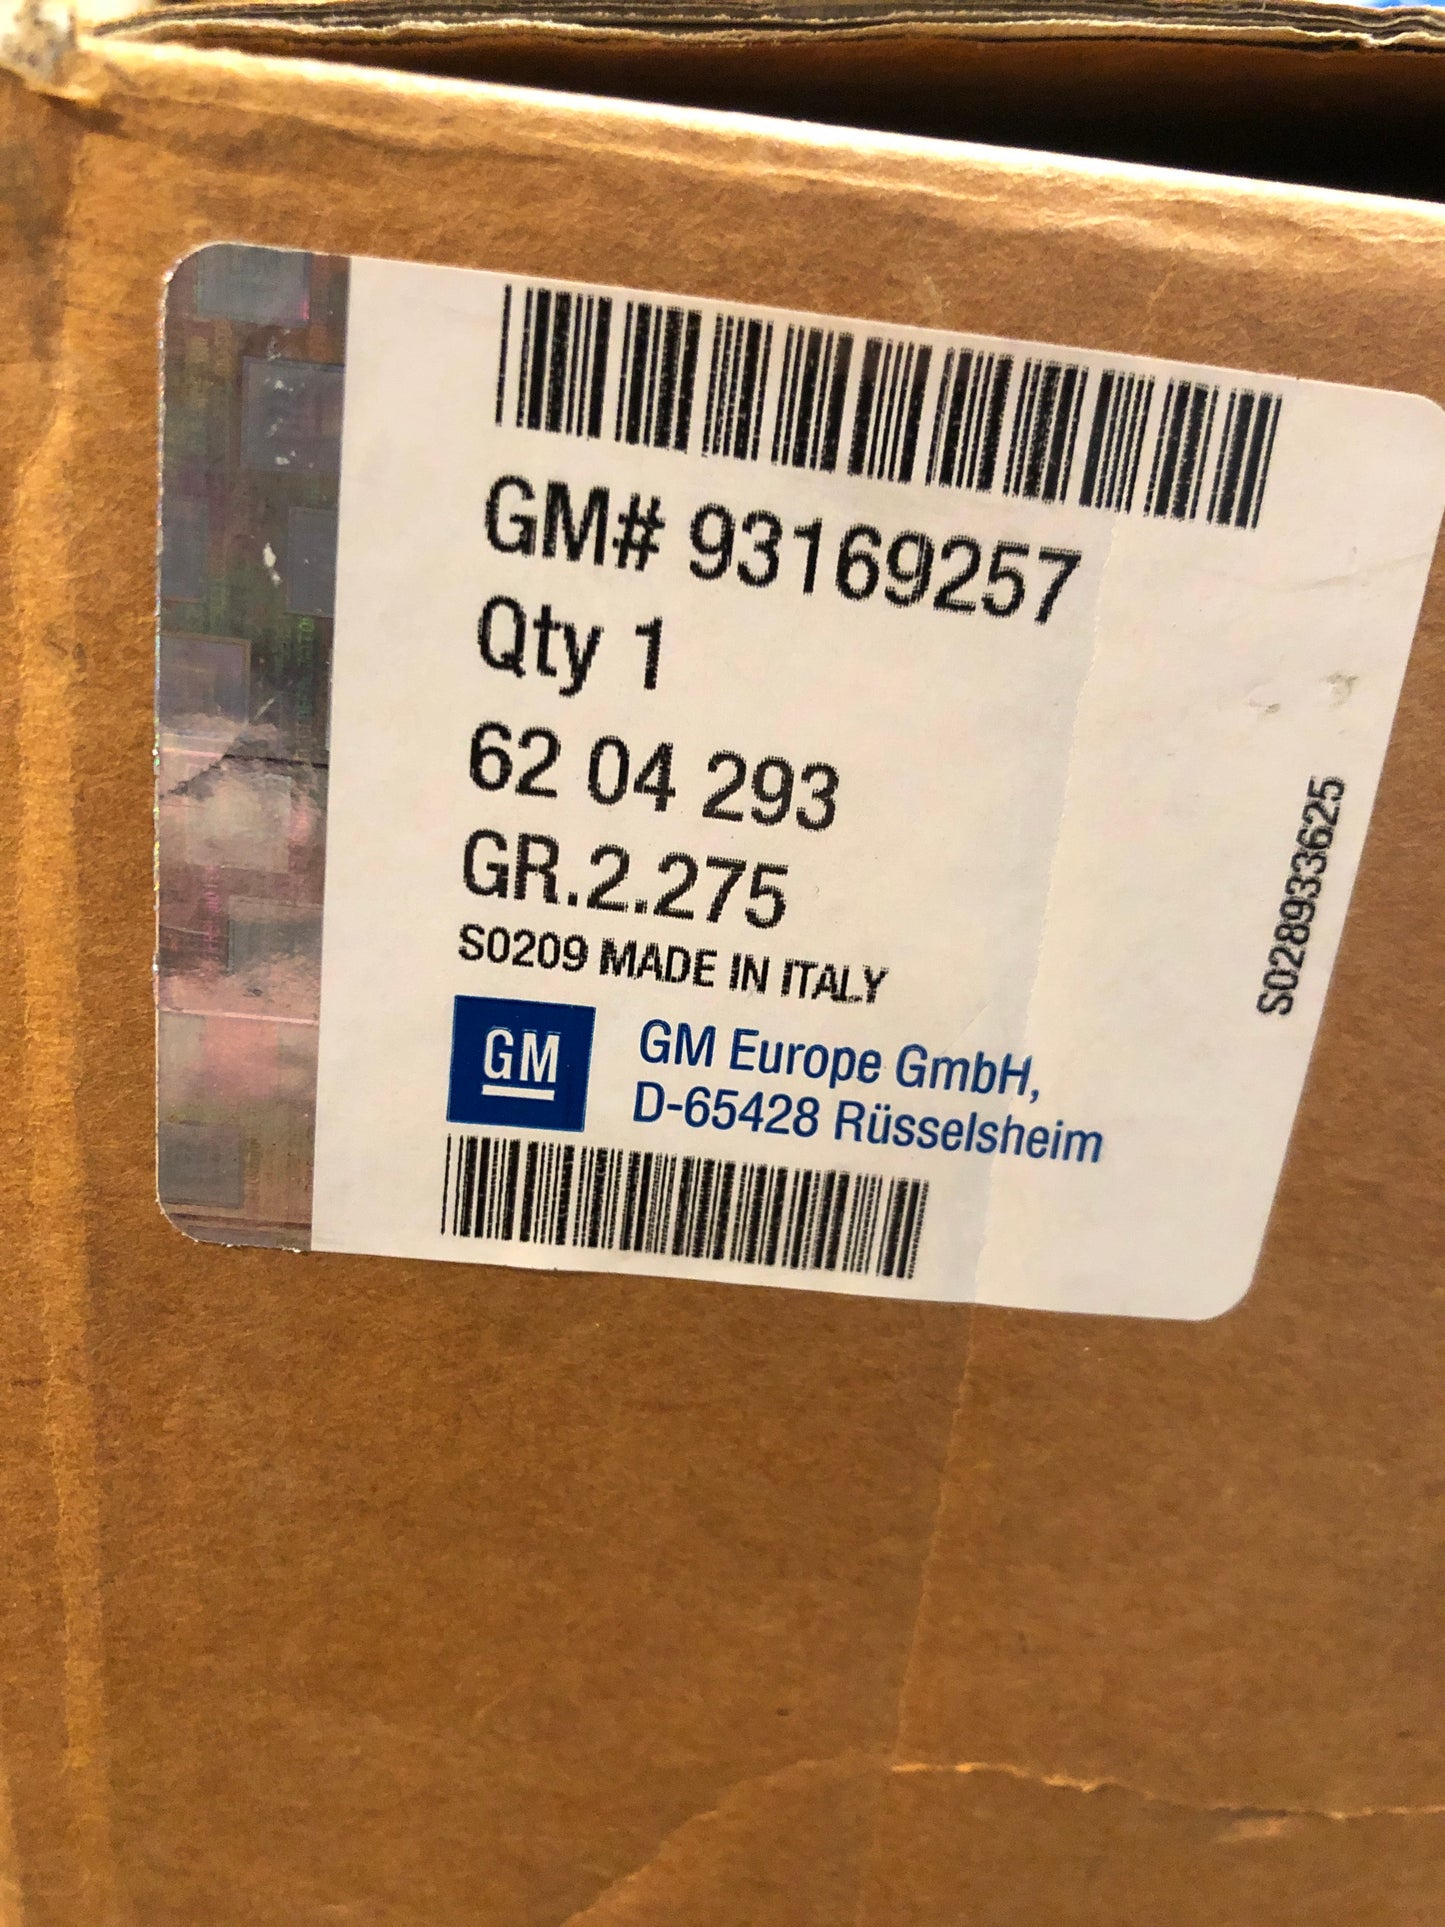 GM# 93169257
Qty 1
62 04 293
GR.2.275
S0209 MADE IN ITALY
GM
GM Europe GmbH,
D-65428 Rüsselsheim
S028933625